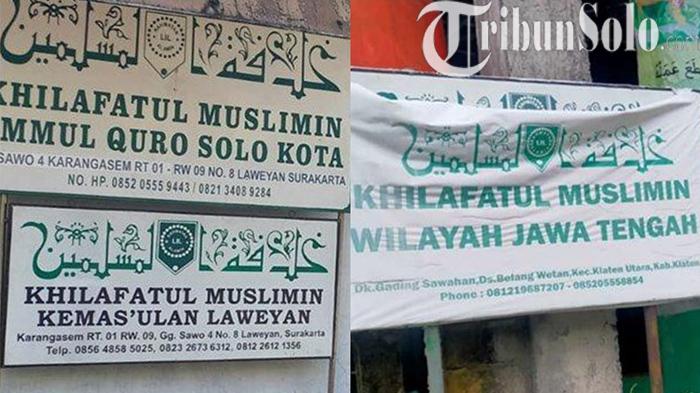 TribunSolo.com
خلافة المسلمين
KHILAFATUL MUSLIMIN
UMMUL QURO SOLO KOTA
SAWO 4 KARANGASEM RT 01 - RW 09 NO. 8 LAWEYAN SURAKARTA
NO. HP. 0852 0555 9443 / 0821 3408 9284
خلافة المسلمين
KHILAFATUL MUSLIMIN
KEMAS'ULAN LAWEYAN
Karangasem RT. 01 RW. 09, Gg. Sawo 4 No. 8 Laweyan, Surakarta
Telp. 0856 4858 5025, 0823 2673 6312, 0812 2612 1356
خلافة المسلمين
KHILAFATUL MUSLIMIN
WILAYAH JAWA TENGAH
Dk.Gading Sawahan,Ds.Belang Wetan,Kec.Klaten Utara,Kab.Klaten
Phone : 081219687207 - 085205558854